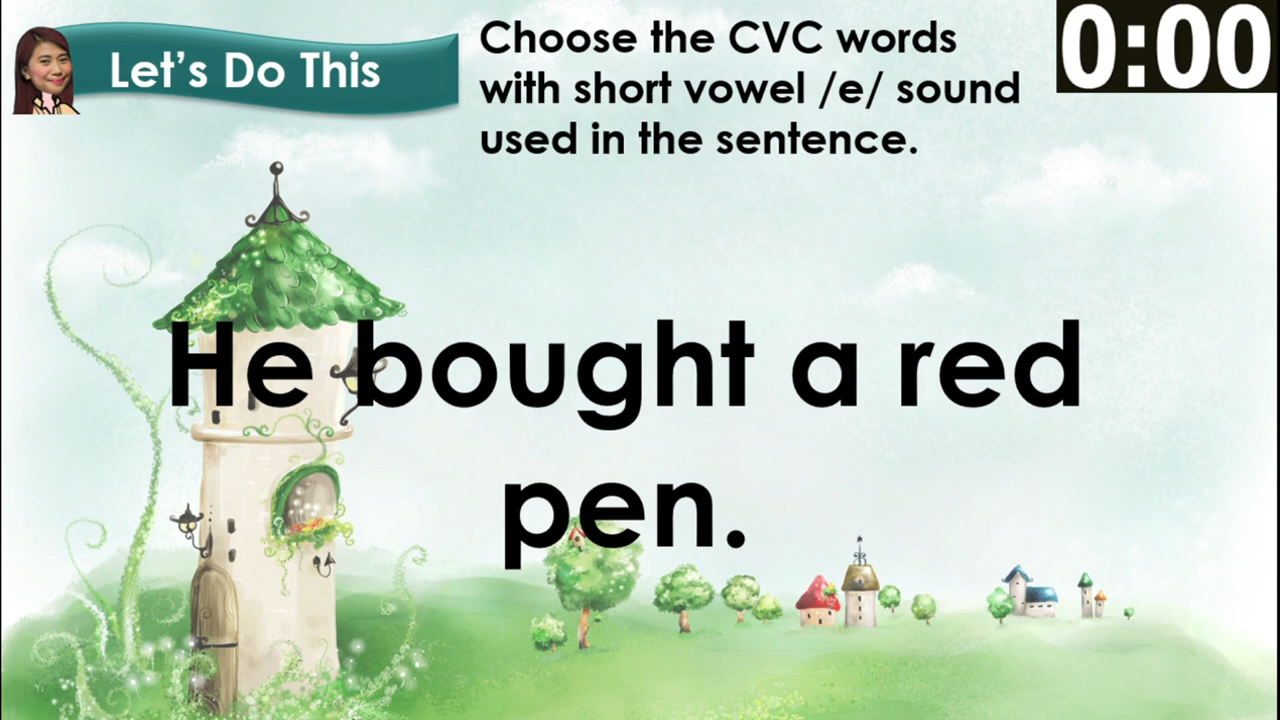 Let's Do This
Choose the CVC words
with short vowel /e/ sound
used in the sentence.
0:00
He bought a red
pen.